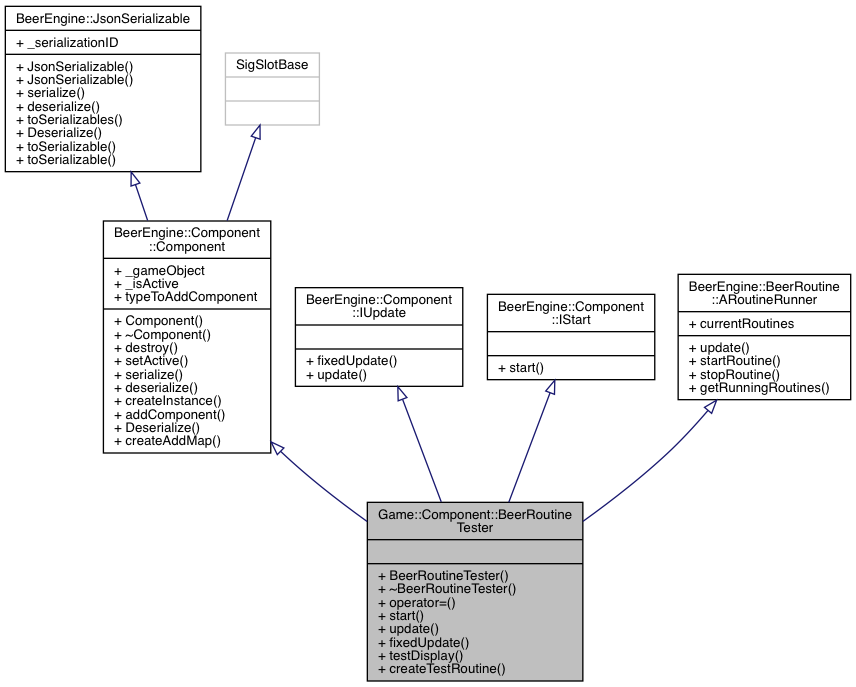 BeerEngine::JsonSerializable
+ _serializationID
+ JsonSerializable()
+ JsonSerializable()
+ serialize()
+ deserialize()
+ toSerializables()
+ Deserialize()
+ toSerializable()
+ toSerializable()
SigSlotBase
BeerEngine::Component
::Component
+ _gameObject
+ _isActive
+ typeToAddComponent
+ Component()
+ ~Component()
+ destroy()
+ setActive()
+ serialize()
+ deserialize()
+ createInstance()
+ addComponent()
+ Deserialize()
+ createAddMap()
BeerEngine::Component
::IUpdate
+ fixedUpdate()
+ update()
BeerEngine::Component
::IStart
+ start()
BeerEngine::BeerRoutine
::ARoutineRunner
+ currentRoutines
+ update()
+ startRoutine()
+ stopRoutine()
+ getRunningRoutines()
Game::Component::BeerRoutine
Tester
+ BeerRoutineTester()
+ ~BeerRoutineTester()
+ operator=()
+ start()
+ update()
+ fixedUpdate()
+ testDisplay()
+ createTestRoutine()